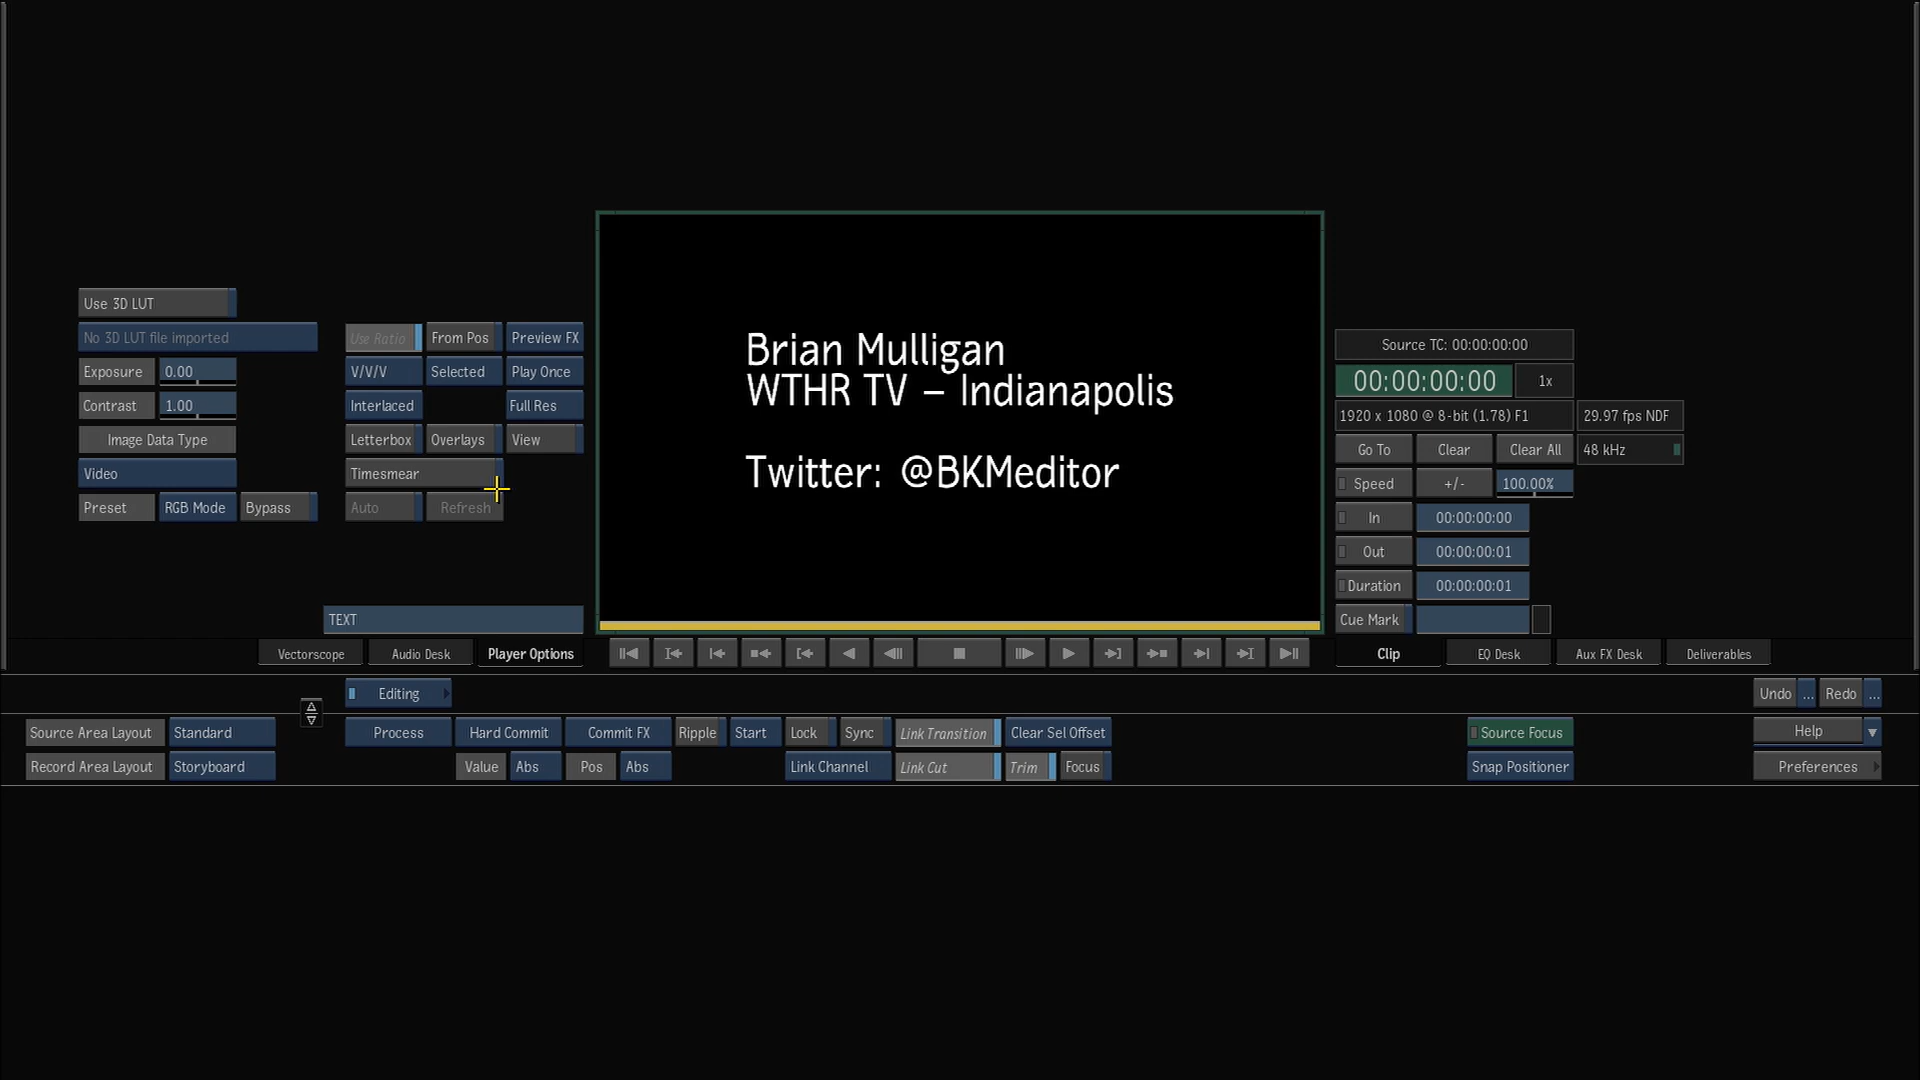 Use 3D LUT
No 3D LUT file imported
Exposure 0.00
Contrast 1.00
Image Data Type
Video
Preset RGB Mode Bypass
Use Ratio From Pos Preview FX
V/V/V Selected Play Once
Interlaced Full Res
Letterbox Overlays View
Timesmear
Auto Refresh
TEXT
Vectorscope Audio Desk Player Options
Brian Mulligan
WTHR TV – Indianapolis
Twitter: @BKMeditor
Source TC: 00:00:00:00
00:00:00:00 1x
1920 x 1080 @ 8-bit (1.78) F1 29.97 fps NDF
Go To Clear Clear All 48 kHz
Speed +/- 100.00%
In 00:00:00:00
Out 00:00:00:01
Duration 00:00:00:01
Cue Mark
Clip EQ Desk Aux FX Desk Deliverables
Editing Undo ... Redo ...
Source Area Layout Standard Process Hard Commit Commit FX Ripple Start Lock Sync Link Transition Clear Sel Offset Source Focus Help
Record Area Layout Storyboard Value Abs Pos Abs Link Channel Link Cut Trim Focus Snap Positioner Preferences